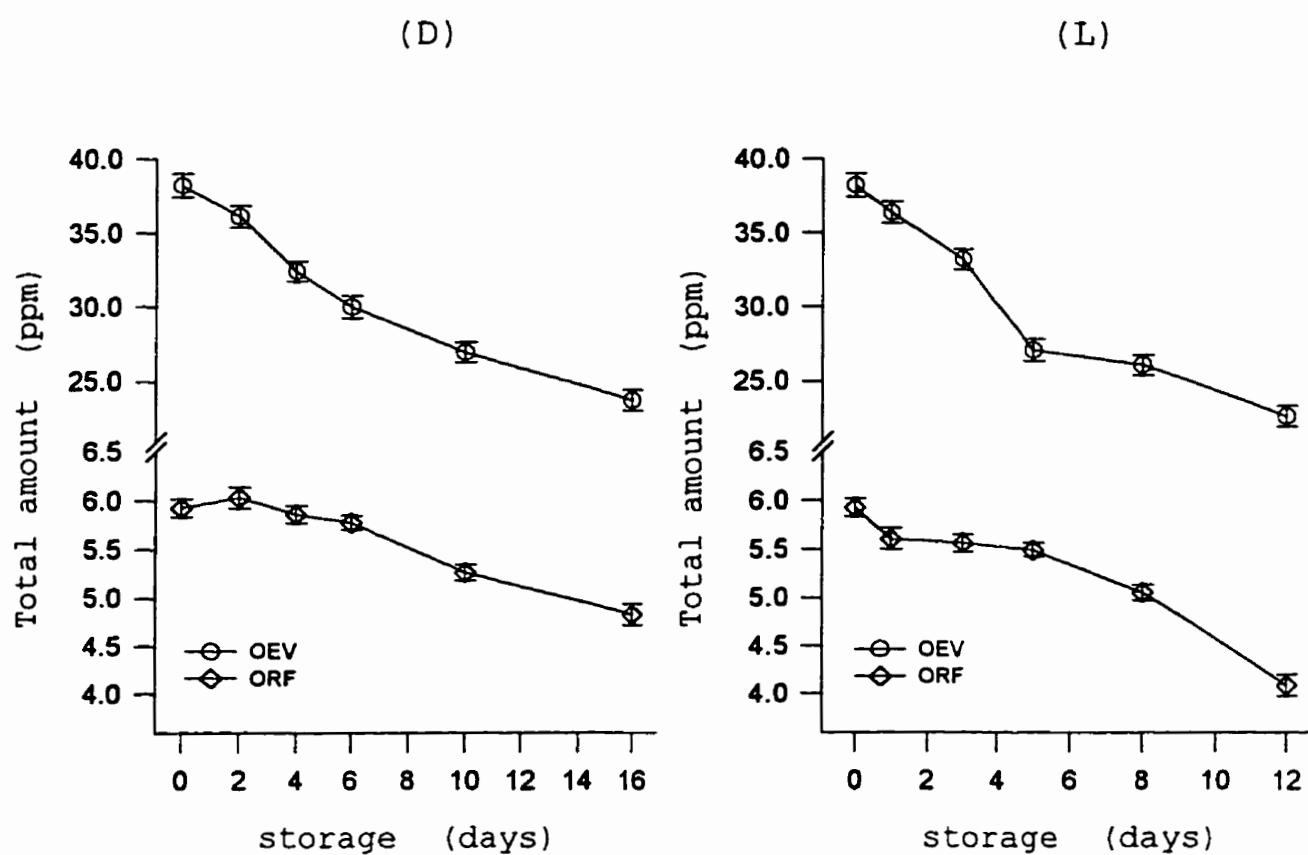 (D)
Total amount (ppm)
40.0
35.0
30.0
25.0
6.5
6.0
5.5
5.0
4.5
4.0
OEV
ORF
0 2 4 6 8 10 12 14 16
storage (days)
(L)
Total amount (ppm)
40.0
35.0
30.0
25.0
6.5
6.0
5.5
5.0
4.5
4.0
OEV
ORF
0 2 4 6 8 10 12
storage (days)